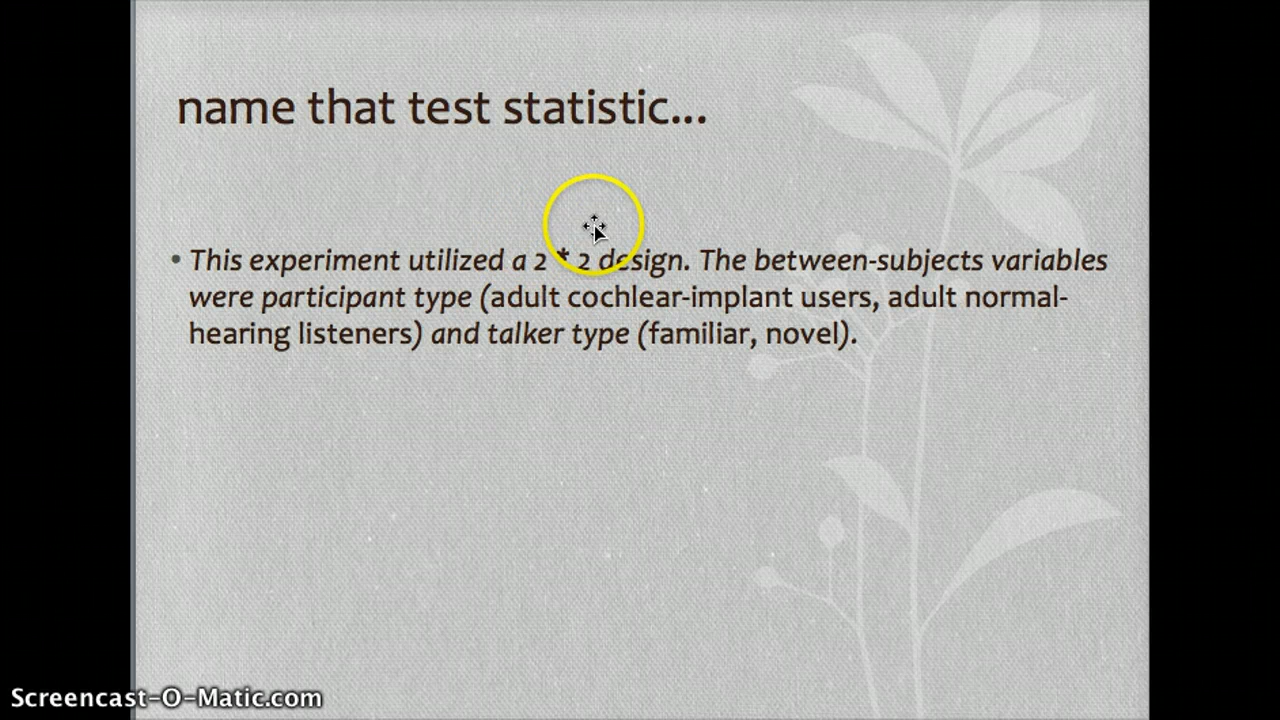 name that test statistic...
• This experiment utilized a 2 * 2 design. The between-subjects variables
were participant type (adult cochlear-implant users, adult normal-
hearing listeners) and talker type (familiar, novel).
Screencast-O-Matic.com